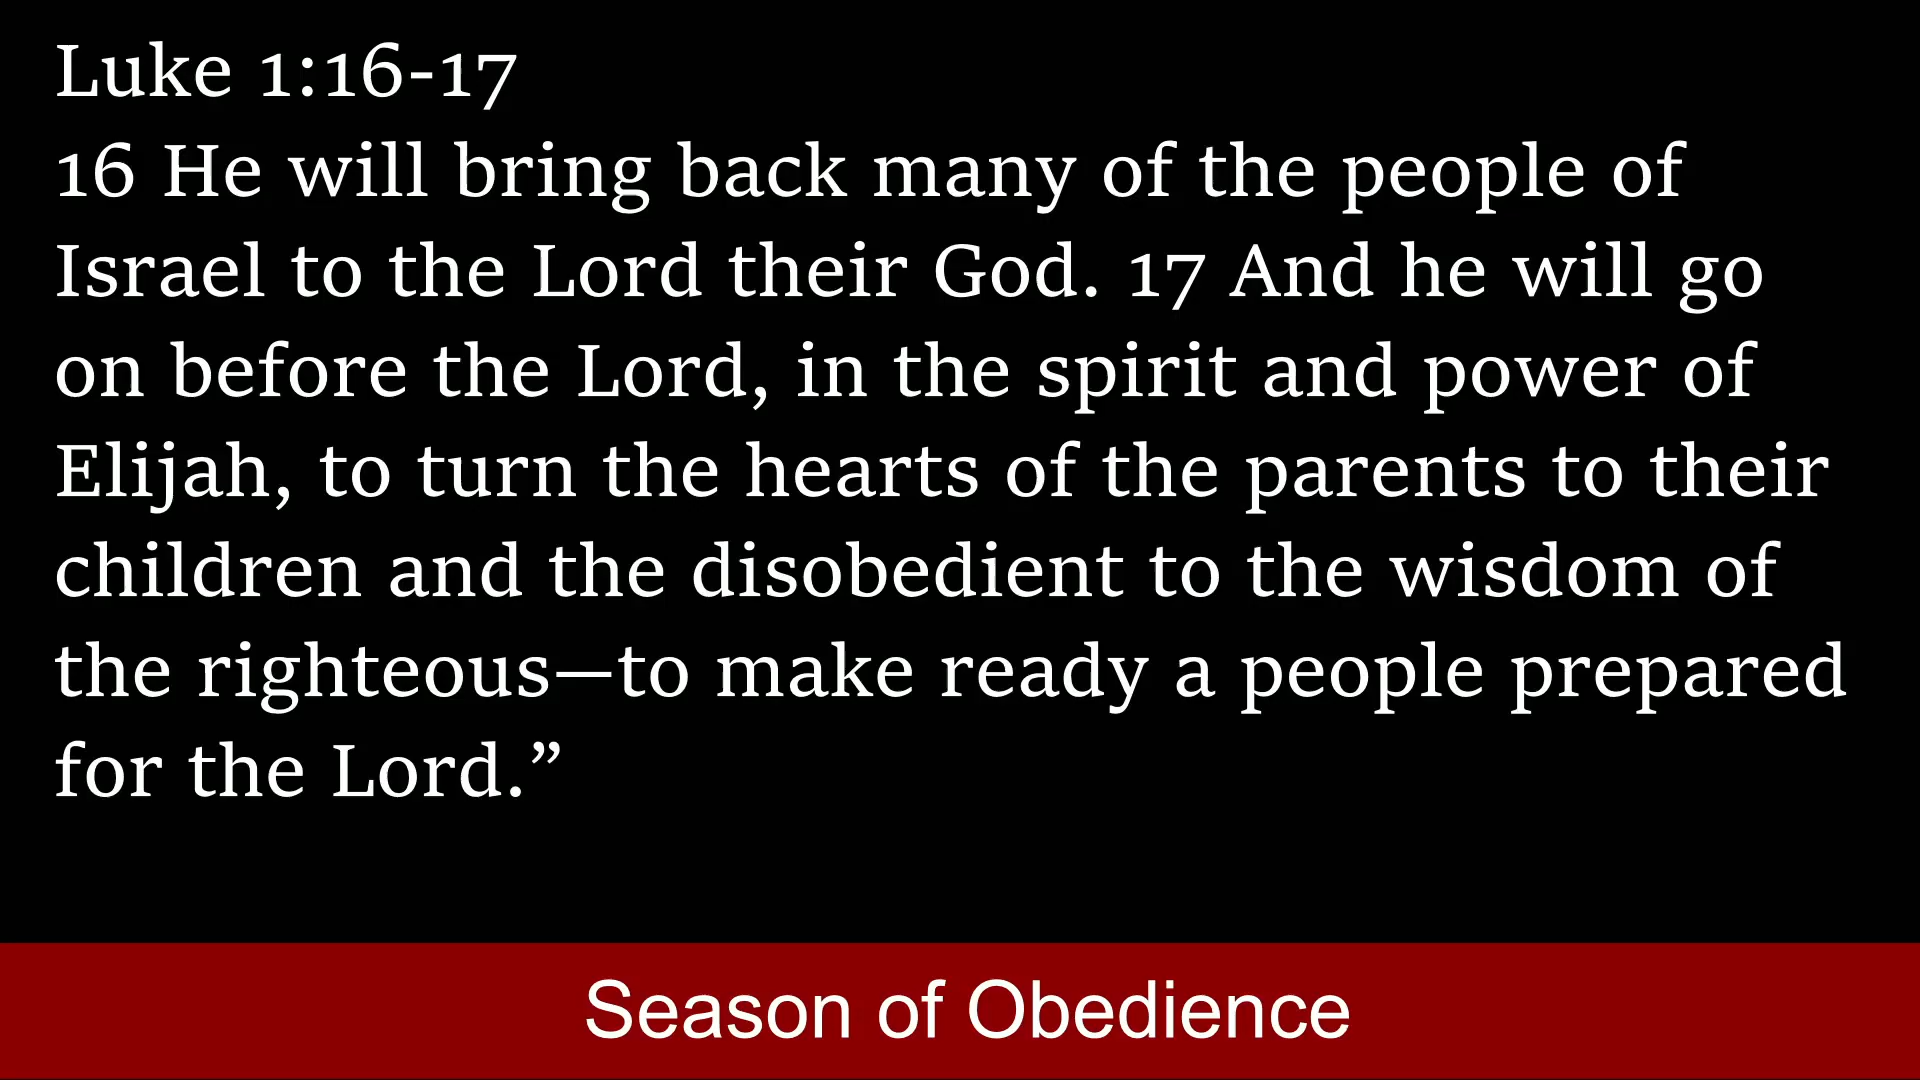 Luke 1:16-17
16 He will bring back many of the people of
Israel to the Lord their God. 17 And he will go
on before the Lord, in the spirit and power of
Elijah, to turn the hearts of the parents to their
children and the disobedient to the wisdom of
the righteous—to make ready a people prepared
for the Lord.”
Season of Obedience